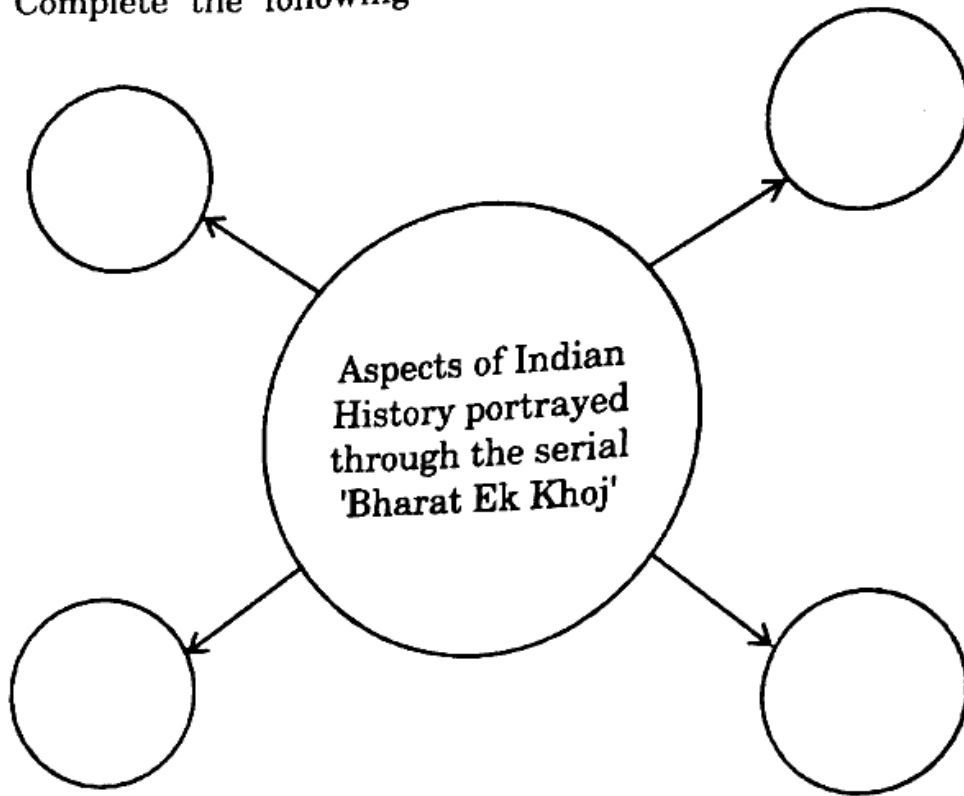 Complete the following
Aspects of Indian
History portrayed
through the serial
'Bharat Ek Khoj'